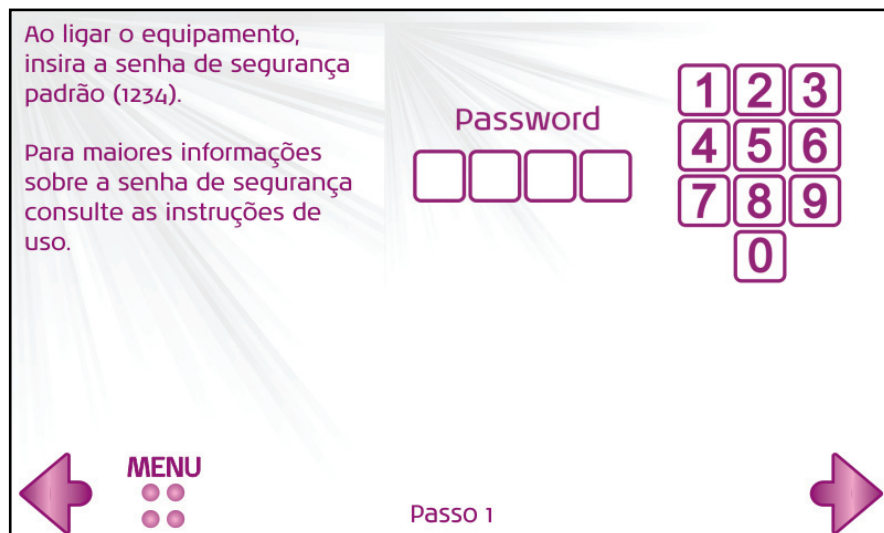 Ao ligar o equipamento,
insira a senha de segurança
padrão (1234).
Para maiores informações
sobre a senha de segurança
consulte as instruções de
uso.
Password
1 2 3
4 5 6
7 8 9
0
MENU
Passo 1